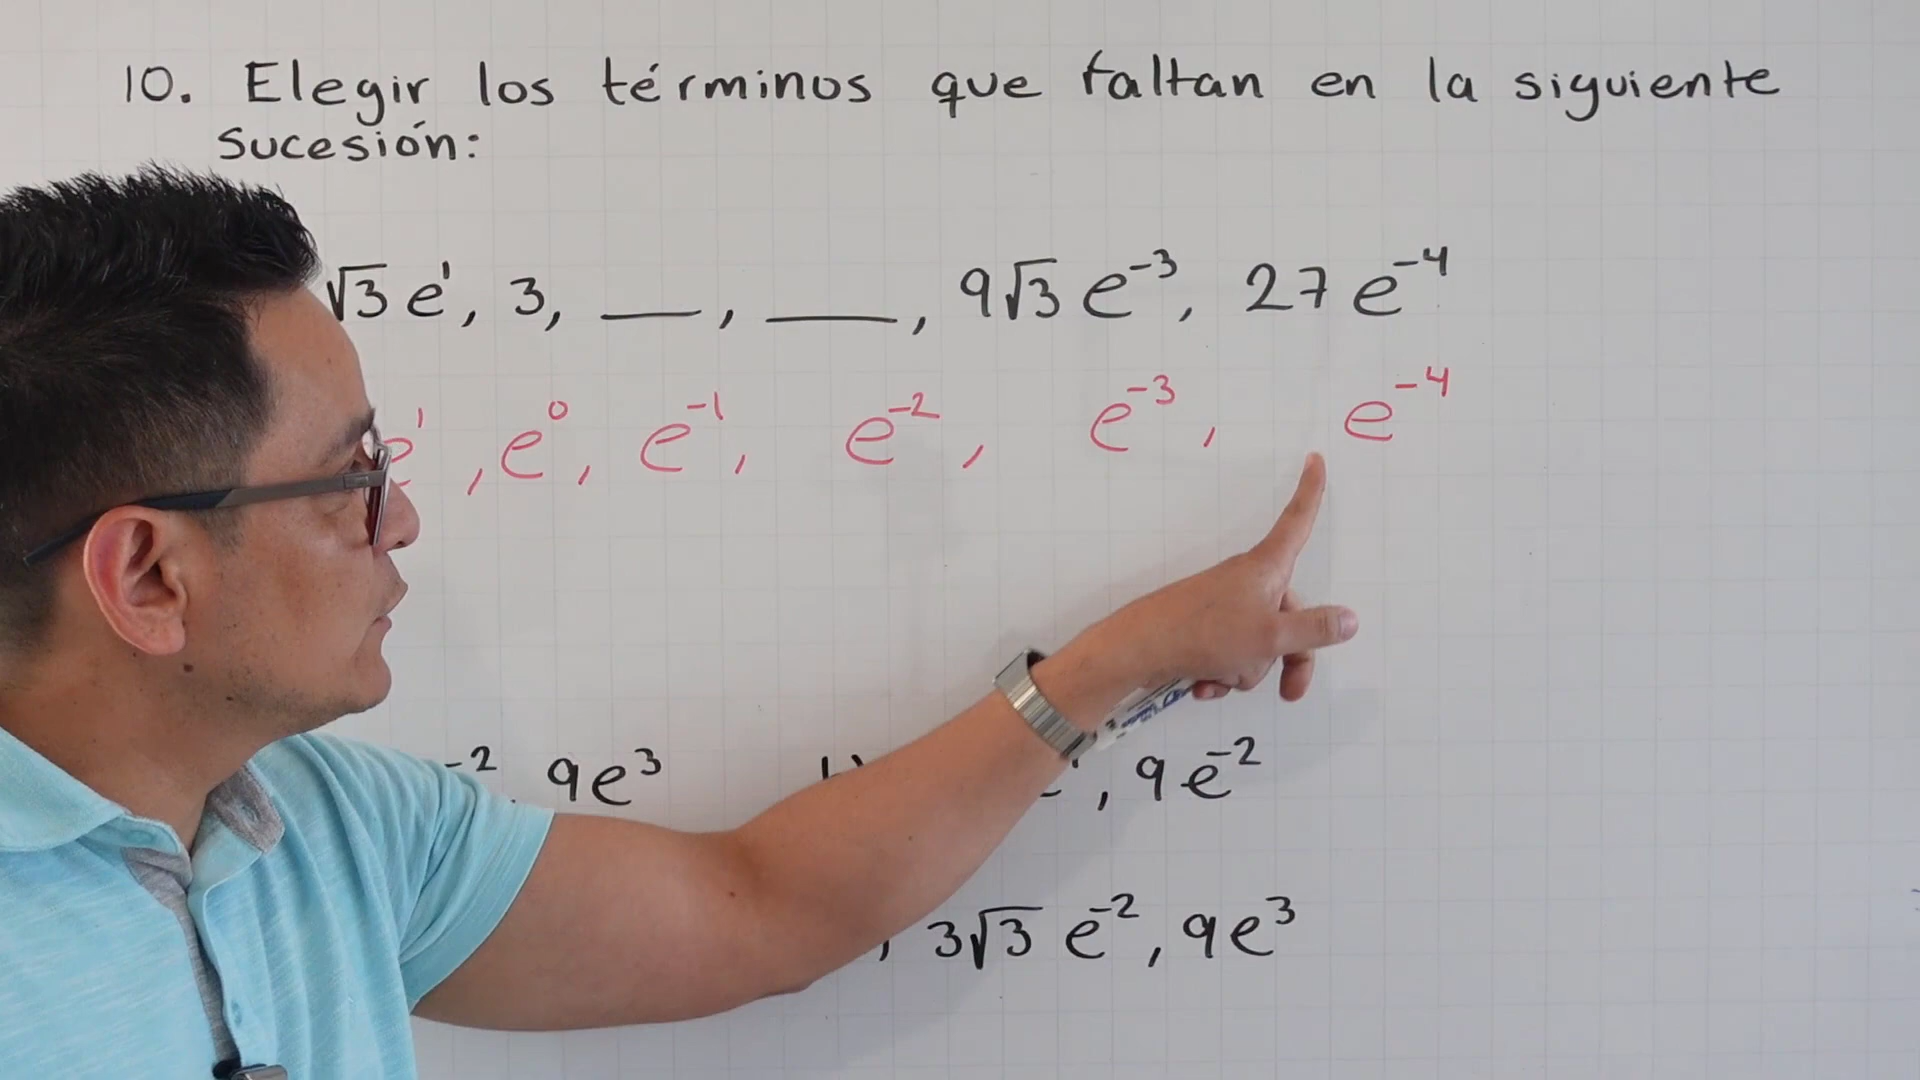 10. Elegir los términos que faltan en la siguiente
sucesión:
√3 e¹, 3, __, ___, 9√3 e⁻³, 27 e⁻⁴
e¹, e⁰, e⁻¹, e⁻², e⁻³, e⁻⁴
⁻², 9e³
, 9e⁻²
, 3√3 e⁻², 9e³